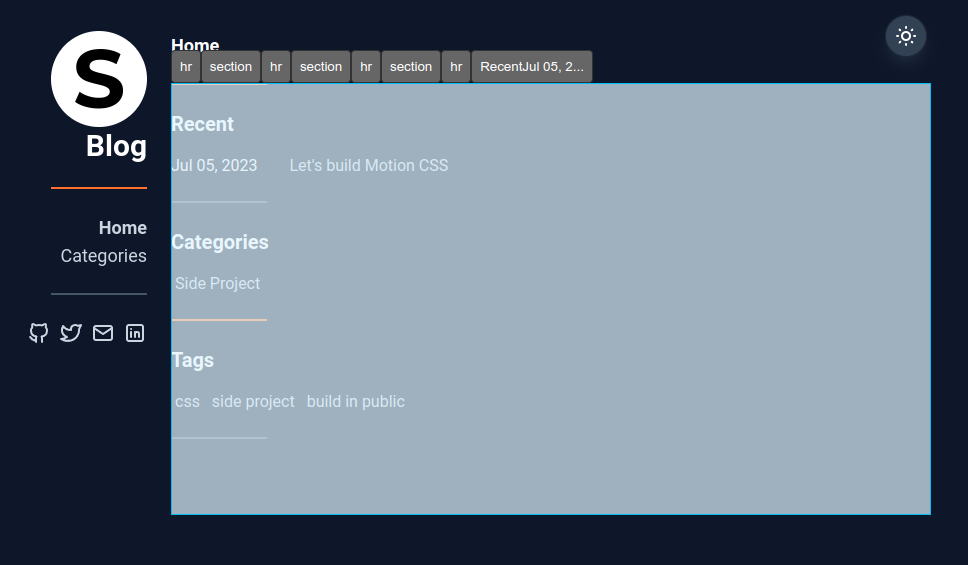 S
Blog
Home
Categories
in
Home
hr section hr section hr section hr RecentJul 05, 2...
Recent
Jul 05, 2023 Let's build Motion CSS
Categories
Side Project
Tags
css side project build in public